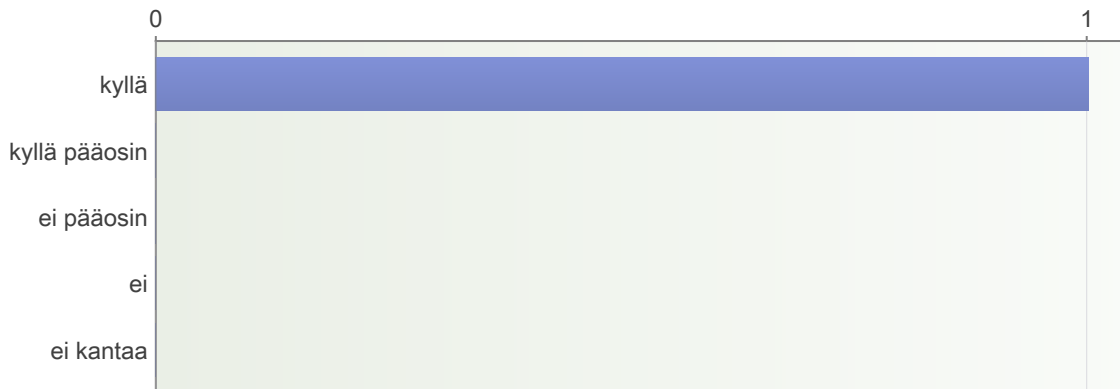 0 1
kyllä
kyllä pääosin
ei pääosin
ei
ei kantaa